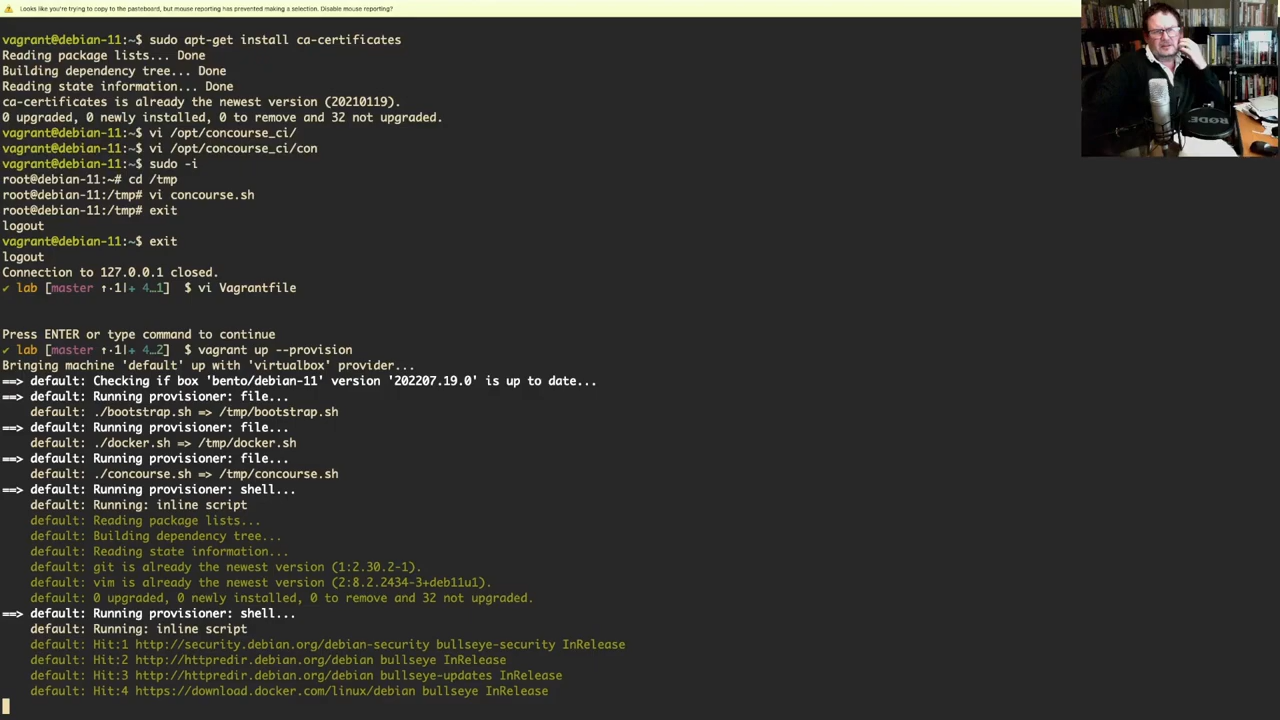 Looks like you're trying to copy to the pasteboard, but mouse reporting has prevented making a selection. Disable mouse reporting?
vagrant@debian-11:~$ sudo apt-get install ca-certificates
Reading package lists... Done
Building dependency tree... Done
Reading state information... Done
ca-certificates is already the newest version (20210119).
0 upgraded, 0 newly installed, 0 to remove and 32 not upgraded.
vagrant@debian-11:~$ vi /opt/concourse_ci/
vagrant@debian-11:~$ vi /opt/concourse_ci/con
vagrant@debian-11:~$ sudo -i
root@debian-11:~# cd /tmp
root@debian-11:/tmp# vi concourse.sh
root@debian-11:/tmp# exit
logout
vagrant@debian-11:~$ exit
logout
Connection to 127.0.0.1 closed.
✔ lab [master ↑·1|+ 4…1]  $ vi Vagrantfile
Press ENTER or type command to continue
✔ lab [master ↑·1|+ 4…2]  $ vagrant up --provision
Bringing machine 'default' up with 'virtualbox' provider...
==> default: Checking if box 'bento/debian-11' version '202207.19.0' is up to date...
==> default: Running provisioner: file...
default: ./bootstrap.sh => /tmp/bootstrap.sh
==> default: Running provisioner: file...
default: ./docker.sh => /tmp/docker.sh
==> default: Running provisioner: file...
default: ./concourse.sh => /tmp/concourse.sh
==> default: Running provisioner: shell...
default: Running: inline script
default: Reading package lists...
default: Building dependency tree...
default: Reading state information...
default: git is already the newest version (1:2.30.2-1).
default: vim is already the newest version (2:8.2.2434-3+deb11u1).
default: 0 upgraded, 0 newly installed, 0 to remove and 32 not upgraded.
==> default: Running provisioner: shell...
default: Running: inline script
default: Hit:1 http://security.debian.org/debian-security bullseye-security InRelease
default: Hit:2 http://httpredir.debian.org/debian bullseye InRelease
default: Hit:3 http://httpredir.debian.org/debian bullseye-updates InRelease
default: Hit:4 https://download.docker.com/linux/debian bullseye InRelease
RODE